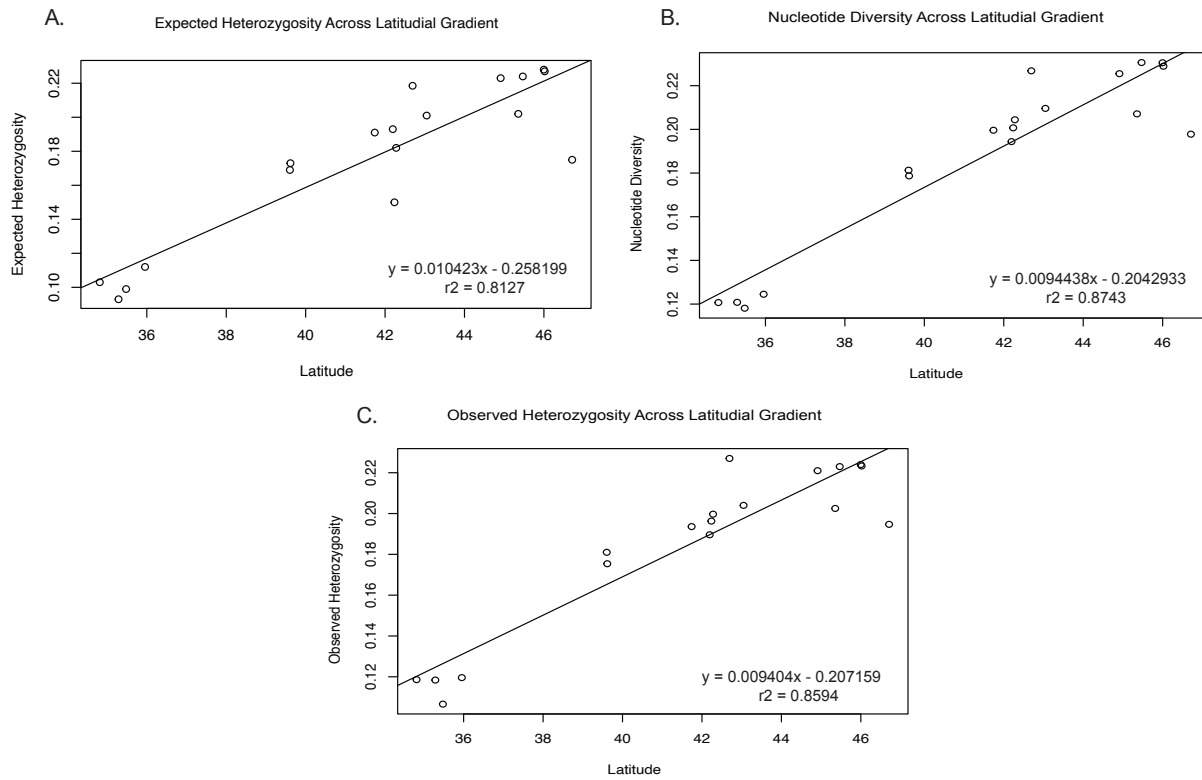 A.
Expected Heterozygosity Across Latitudial Gradient
Expected Heterozygosity
0.10
0.14
0.18
0.22
y = 0.010423x - 0.258199
r2 = 0.8127
36
38
40
42
44
46
Latitude
B.
Nucleotide Diversity Across Latitudial Gradient
Nucleotide Diversity
0.12
0.14
0.16
0.18
0.20
0.22
y = 0.0094438x - 0.2042933
r2 = 0.8743
36
38
40
42
44
46
Latitude
C.
Observed Heterozygosity Across Latitudial Gradient
Observed Heterozygosity
0.12
0.14
0.16
0.18
0.20
0.22
y = 0.009404x - 0.207159
r2 = 0.8594
36
38
40
42
44
46
Latitude